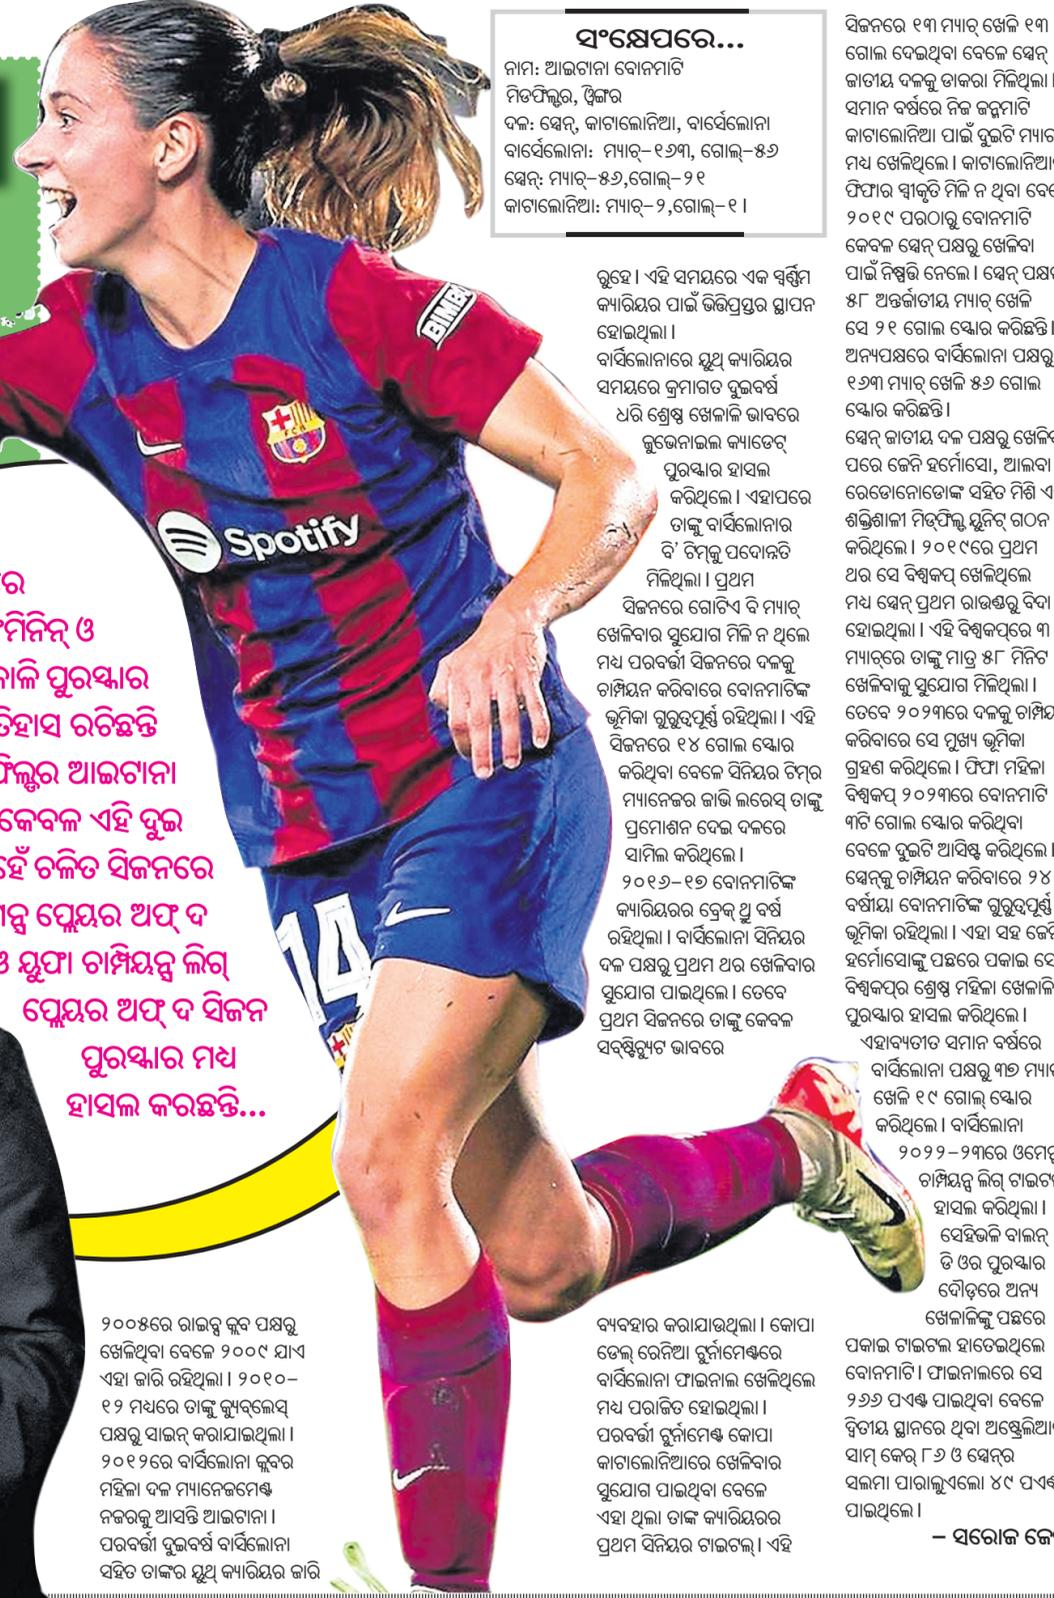 ସଂକ୍ଷେପରେ...
ନାମ: ଆଇଟାନା ବୋନମାଟି
ମିଡଫିଲ୍ଡର, ୱିଙ୍ଗର
ଦଳ: ସ୍ପେନ୍, କାଟାଲୋନିଆ, ବାର୍ସେଲୋନା
ବାର୍ସେଲୋନା: ମ୍ୟାଚ୍-୧୬୩, ଗୋଲ୍-୫୬
ସ୍ପେନ୍: ମ୍ୟାଚ୍-୫୬,ଗୋଲ୍-୨୧
କାଟାଲୋନିଆ: ମ୍ୟାଚ୍-୨,ଗୋଲ୍-୧।
BIMBO
Spotify
14
ଓ
ପୁରସ୍କାର
ରଚିଛନ୍ତି
ଆଇଟାନା
କେବଳ ଏହି ଦୁଇ
ଚଳିତ ସିଜନରେ
ପ୍ଲେୟର ଅଫ୍ ଦ
ଓ ୟୁଫା ଚାମ୍ପିୟନ୍ସ ଲିଗ୍
ପ୍ଲେୟର ଅଫ୍ ଦ ସିଜନ
ପୁରସ୍କାର ମଧ୍ୟ
ହାସଲ କରଛନ୍ତି...
୨୦୦୫ରେ ରାଇବ୍ସ କ୍ଲବ ପକ୍ଷରୁ
ଖେଳିଥିବା ବେଳେ ୨୦୦୯ ଯାଏ
ଏହା ଜାରି ରହିଥିଲା। ୨୦୧୦-
୧୨ ମଧ୍ୟରେ ତାଙ୍କୁ କ୍ୟୁବ୍‌ଲେସ୍
ପକ୍ଷରୁ ସାଇନ୍ କରାଯାଇଥିଲା।
୨୦୧୨ରେ ବାର୍ସିଲୋନା କ୍ଲବର
ମହିଳା ଦଳ ମ୍ୟାନେଜମେଣ୍ଟ
ନଜରକୁ ଆସନ୍ତି ଆଇଟାନା।
ପରବର୍ତ୍ତୀ ଦୁଇବର୍ଷ ବାର୍ସିଲୋନା
ସହିତ ତାଙ୍କର ୟୁଥ୍ କ୍ୟାରିୟର ଜାରି
ରୁହେ। ଏହି ସମୟରେ ଏକ ସ୍ୱର୍ଣ୍ଣିମ
କ୍ୟାରିୟର ପାଇଁ ଭିତ୍ତିପ୍ରସ୍ତର ସ୍ଥାପନ
ହୋଇଥିଲା।
ବାର୍ସିଲୋନାରେ ୟୁଥ୍ କ୍ୟାରିୟର
ସମୟରେ କ୍ରମାଗତ ଦୁଇବର୍ଷ
ଧରି ଶ୍ରେଷ୍ଠ ଖେଳାଳି ଭାବରେ
ଜୁଭେନାଇଲ କ୍ୟାଡେଟ୍
ପୁରସ୍କାର ହାସଲ
କରିଥିଲେ। ଏହାପରେ
ତାଙ୍କୁ ବାର୍ସିଲୋନାର
ବି' ଟିମ୍‌କୁ ପଦୋନ୍ନତି
ମିଳିଥିଲା। ପ୍ରଥମ
ସିଜନରେ ଗୋଟିଏ ବି ମ୍ୟାଚ୍
ଖେଳିବାର ସୁଯୋଗ ମିଳି ନ ଥିଲେ
ମଧ୍ୟ ପରବର୍ତ୍ତୀ ସିଜନରେ ଦଳକୁ
ଚାମ୍ପିୟନ କରିବାରେ ବୋନମାଟିଙ୍କ
ଭୂମିକା ଗୁରୁତ୍ୱପୂର୍ଣ୍ଣ ରହିଥିଲା। ଏହି
ସିଜନରେ ୧୪ ଗୋଲ ସ୍କୋର
କରିଥିବା ବେଳେ ସିନିୟର ଟିମ୍‌ର
ମ୍ୟାନେଜର ଜାଭି ଲରେସ୍ ତାଙ୍କୁ
ପ୍ରମୋଶନ ଦେଇ ଦଳରେ
ସାମିଲ କରିଥିଲେ।
୨୦୧୬-୧୭ ବୋନମାଟିଙ୍କ
କ୍ୟାରିୟରର ବ୍ରେକ୍ ଥ୍ରୁ ବର୍ଷ
ରହିଥିଲା। ବାର୍ସିଲୋନା ସିନିୟର
ଦଳ ପକ୍ଷରୁ ପ୍ରଥମ ଥର ଖେଳିବାର
ସୁଯୋଗ ପାଇଥିଲେ। ତେବେ
ପ୍ରଥମ ସିଜନରେ ତାଙ୍କୁ କେବଳ
ସବ୍‌ଷ୍ଟିଚ୍ୟୁଟ ଭାବରେ
ବ୍ୟବହାର କରାଯାଉଥିଲା। କୋପା
ଡେଲ୍ ରେନିଆ ଟୁର୍ନାମେଣ୍ଟରେ
ବାର୍ସିଲୋନା ଫାଇନାଲ ଖେଳିଥିଲେ
ମଧ୍ୟ ପରାଜିତ ହୋଇଥିଲା।
ପରବର୍ତ୍ତୀ ଟୁର୍ନାମେଣ୍ଟ କୋପା
କାଟାଲୋନିଆରେ ଖେଳିବାର
ସୁଯୋଗ ପାଇଥିବା ବେଳେ
ଏହା ଥିଲା ତାଙ୍କ କ୍ୟାରିୟରର
ପ୍ରଥମ ସିନିୟର ଟାଇଟଲ୍। ଏହି
ସିଜନରେ ୧୩ ମ୍ୟାଚ୍ ଖେଳି ୧୩
ଗୋଲ ଦେଇଥିବା ବେଳେ ସ୍ପେନ୍
ଜାତୀୟ ଦଳକୁ ଡାକରା ମିଳିଥିଲା।
ସମାନ ବର୍ଷରେ ନିଜ ଜନ୍ମମାଟି
କାଟାଲୋନିଆ ପାଇଁ ଦୁଇଟି
ମଧ୍ୟ ଖେଳିଥିଲେ।
ଫିଫାର ସ୍ୱୀକୃତି ମିଳି ନ ଥିବା
୨୦୧୯ ପରଠାରୁ ବୋନମାଟି
କେବଳ ସ୍ପେନ୍ ପକ୍ଷରୁ ଖେଳିବା
ପାଇଁ ନିଷ୍ପତ୍ତି ନେଲେ। ସ୍ପେନ୍
୫୮ ଅନ୍ତର୍ଜାତୀୟ ମ୍ୟାଚ୍ ଖେଳି
ସେ ୨୧ ଗୋଲ ସ୍କୋର କରିଛନ୍ତି।
ଅନ୍ୟପକ୍ଷରେ ବାର୍ସିଲୋନା ପକ୍ଷରୁ
୧୬୩ ମ୍ୟାଚ୍ ଖେଳି ୫୬ ଗୋଲ
ସ୍କୋର କରିଛନ୍ତି।
ସ୍ପେନ୍ ଜାତୀୟ ଦଳ ପକ୍ଷରୁ
ପରେ ଜେନି ହର୍ମୋସୋ, ଆଲବା
ରେଡୋନୋଡୋଙ୍କ ସହିତ ମିଶି ଏ
ଶକ୍ତିଶାଳୀ ମିଡ୍‌ଫିଲ୍ଡ ୟୁନିଟ୍ ଗଠନ
କରିଥିଲେ। ୨୦୧୯ରେ ପ୍ରଥମ
ଥର ସେ ବିଶ୍ୱକପ୍ ଖେଳିଥିଲେ
ମଧ୍ୟ ସ୍ପେନ୍ ପ୍ରଥମ ରାଉଣ୍ଡରୁ ବିଦା
ହୋଇଥିଲା। ଏହି ବିଶ୍ୱକପ୍‌ରେ ୩
ମ୍ୟାଚ୍‌ରେ ତାଙ୍କୁ ମାତ୍ର ୫୮ ମିନିଟ
ଖେଳିବାକୁ ସୁଯୋଗ ମିଳିଥିଲା।
ତେବେ ୨୦୨୩ରେ ଦଳକୁ
କରିବାରେ ସେ ମୁଖ୍ୟ ଭୂମିକା
ଗ୍ରହଣ କରିଥିଲେ। ଫିଫା ମହିଳା
ବିଶ୍ୱକପ୍ ୨୦୨୩ରେ ବୋନମାଟି
୩ଟି ଗୋଲ ସ୍କୋର କରିଥିବା
ବେଳେ ଦୁଇଟି ଆସିଷ୍ଟ କରିଥିଲେ।
ସ୍ପେନ୍‌କୁ ଚାମ୍ପିୟନ କରିବାରେ ୨୪
ବର୍ଷୀୟା ବୋନମାଟିଙ୍କ ଗୁରୁତ୍ୱପୂର୍ଣ୍ଣ
ଭୂମିକା ରହିଥିଲା। ଏହା ସହ
ହର୍ମୋସୋଙ୍କୁ ପଛରେ ପକାଇ ସେ
ବିଶ୍ୱକପ୍‌ର ଶ୍ରେଷ୍ଠ ମହିଳା ଖେଳାଳି
ପୁରସ୍କାର ହାସଲ କରିଥିଲେ।
ଏହାବ୍ୟତୀତ ସମାନ ବର୍ଷରେ
ବାର୍ସିଲୋନା ପକ୍ଷରୁ ୩୭
ଖେଳି ୧୯ ଗୋଲ୍ ସ୍କୋର
କରିଥିଲେ। ବାର୍ସିଲୋନା
୨୦୨୨-୨୩ରେ
ଚାମ୍ପିୟନ୍ସ ଲିଗ୍
ହାସଲ କରିଥିଲା।
ସେହିଭଳି ବାଲନ୍
ଡି ଓର ପୁରସ୍କାର
ଦୌଡ଼ରେ ଅନ୍ୟ
ଖେଳାଳିଙ୍କୁ ପଛରେ
ପକାଇ ଟାଇଟଲ ହାତେଇଥିଲେ
ବୋନମାଟି। ଫାଇନାଲରେ ସେ
୨୬୬ ପଏଣ୍ଟ ପାଇଥିବା ବେଳେ
ଦ୍ୱିତୀୟ ସ୍ଥାନରେ ଥିବା
ସାମ୍ କେର୍ ୮୬ ଓ ସ୍ପେନ୍‌ର
ସଲମା ପାରାଲୁଏଲୋ ୪୯
ପାଇଥିଲେ।
– ସରୋଜ